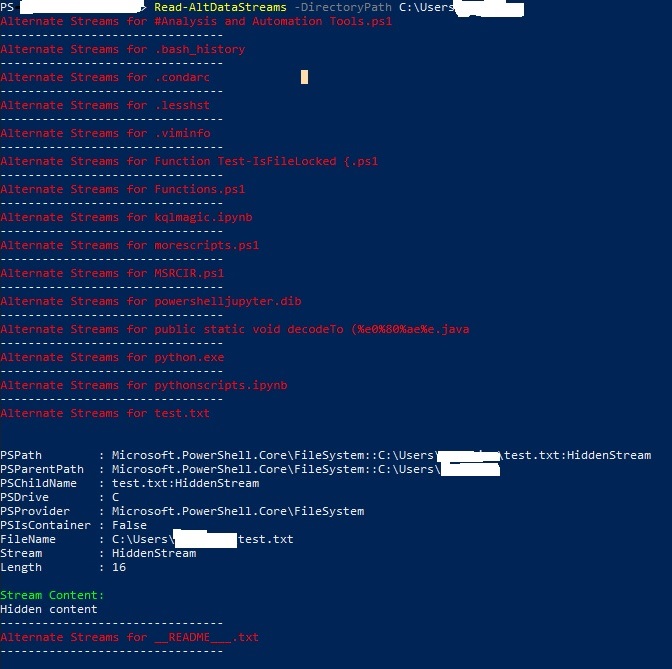 PS > Read-AltDataStreams -DirectoryPath C:\Users
Alternate Streams for #Analysis and Automation Tools.ps1
--------------------------------
Alternate Streams for .bash_history
--------------------------------
Alternate Streams for .condarc
--------------------------------
Alternate Streams for .lesshst
--------------------------------
Alternate Streams for .viminfo
--------------------------------
Alternate Streams for Function Test-IsFileLocked {.ps1
--------------------------------
Alternate Streams for Functions.ps1
--------------------------------
Alternate Streams for kqlmagic.ipynb
--------------------------------
Alternate Streams for morescripts.ps1
--------------------------------
Alternate Streams for MSRCIR.ps1
--------------------------------
Alternate Streams for powershelljupyter.dib
--------------------------------
Alternate Streams for public static void decodeTo (%e0%80%ae%e.java
--------------------------------
Alternate Streams for python.exe
--------------------------------
Alternate Streams for pythonscripts.ipynb
--------------------------------
Alternate Streams for test.txt
PSPath : Microsoft.PowerShell.Core\FileSystem::C:\Users\ \test.txt:HiddenStream
PSParentPath : Microsoft.PowerShell.Core\FileSystem::C:\Users\
PSChildName : test.txt:HiddenStream
PSDrive : C
PSProvider : Microsoft.PowerShell.Core\FileSystem
PSIsContainer : False
FileName : C:\Users\ test.txt
Stream : HiddenStream
Length : 16
Stream Content:
Hidden content
--------------------------------
Alternate Streams for __README___.txt
--------------------------------